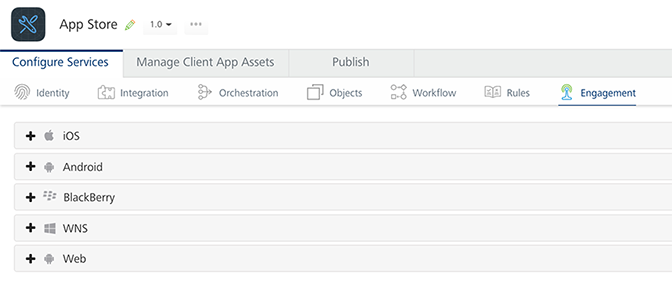 App Store 1.0
Configure Services Manage Client App Assets Publish
Identity Integration Orchestration Objects Workflow Rules Engagement
iOS
Android
BlackBerry
WNS
Web